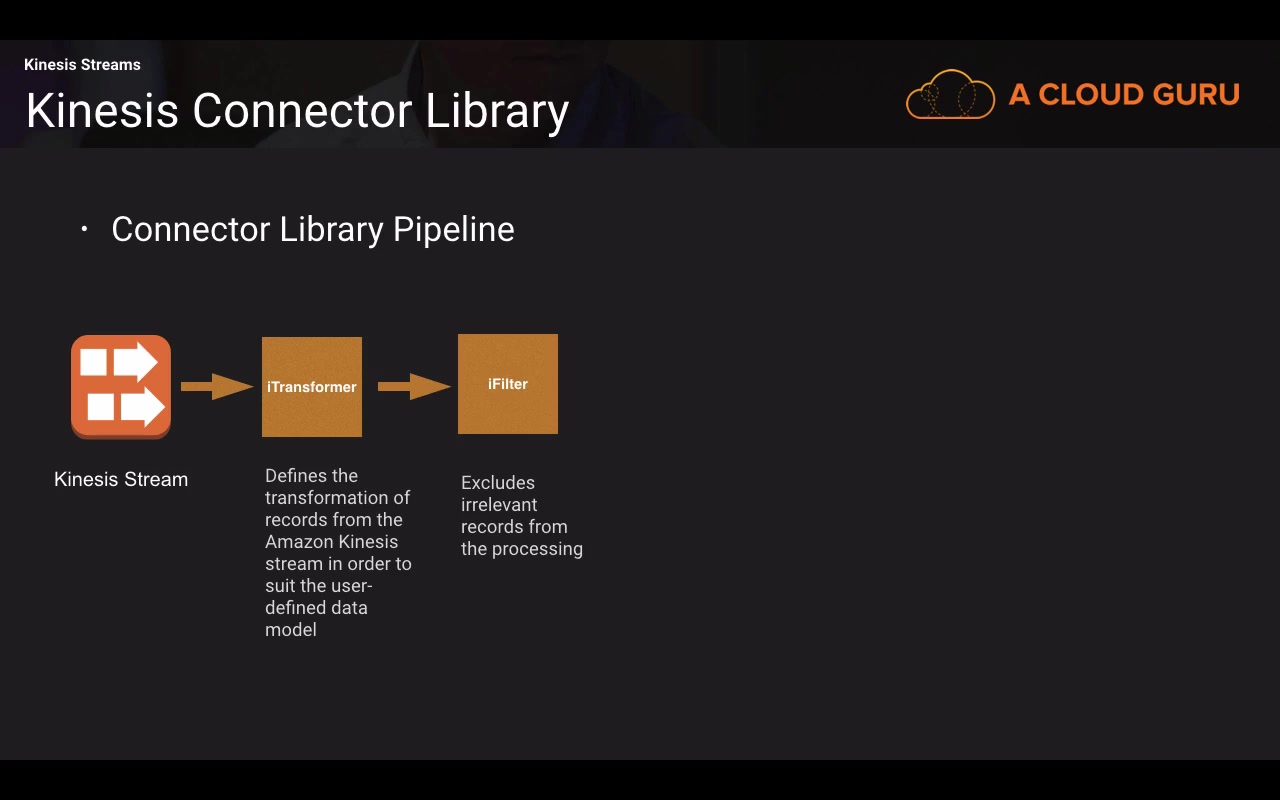 Kinesis Streams
Kinesis Connector Library
A CLOUD GURU
• Connector Library Pipeline
iTransformer
iFilter
Kinesis Stream
Defines the
transformation of
records from the
Amazon Kinesis
stream in order to
suit the user-
defined data
model
Excludes
irrelevant
records from
the processing